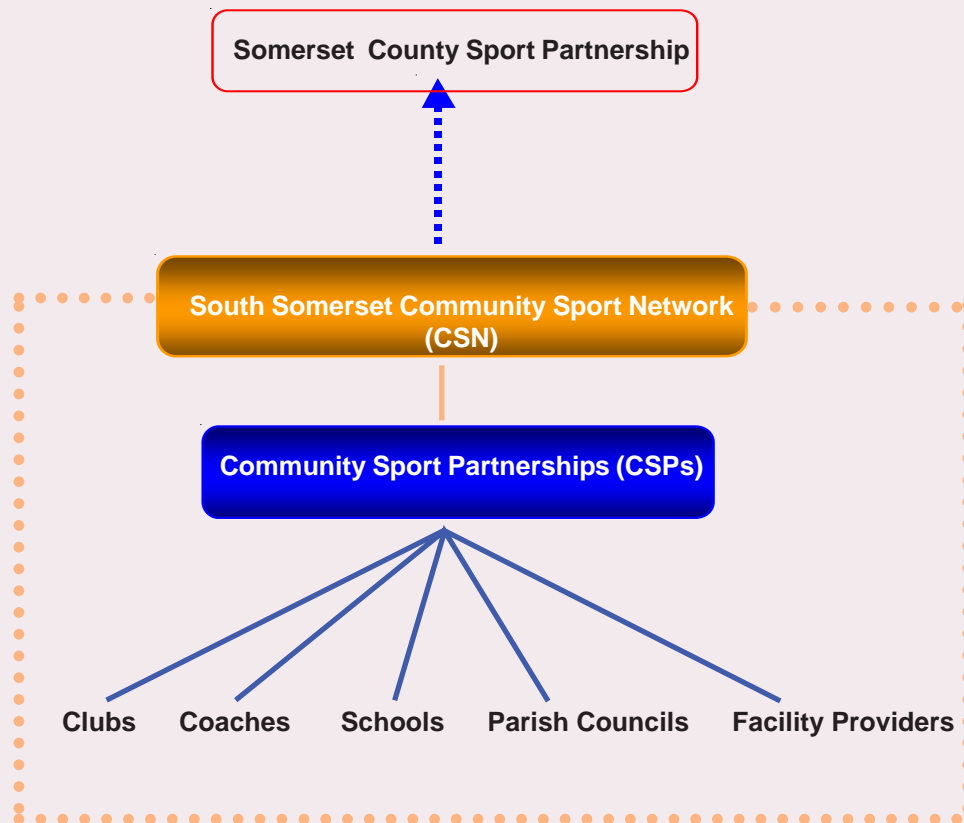 Somerset County Sport Partnership
South Somerset Community Sport Network
(CSN)
Community Sport Partnerships (CSPs)
Clubs Coaches Schools Parish Councils Facility Providers